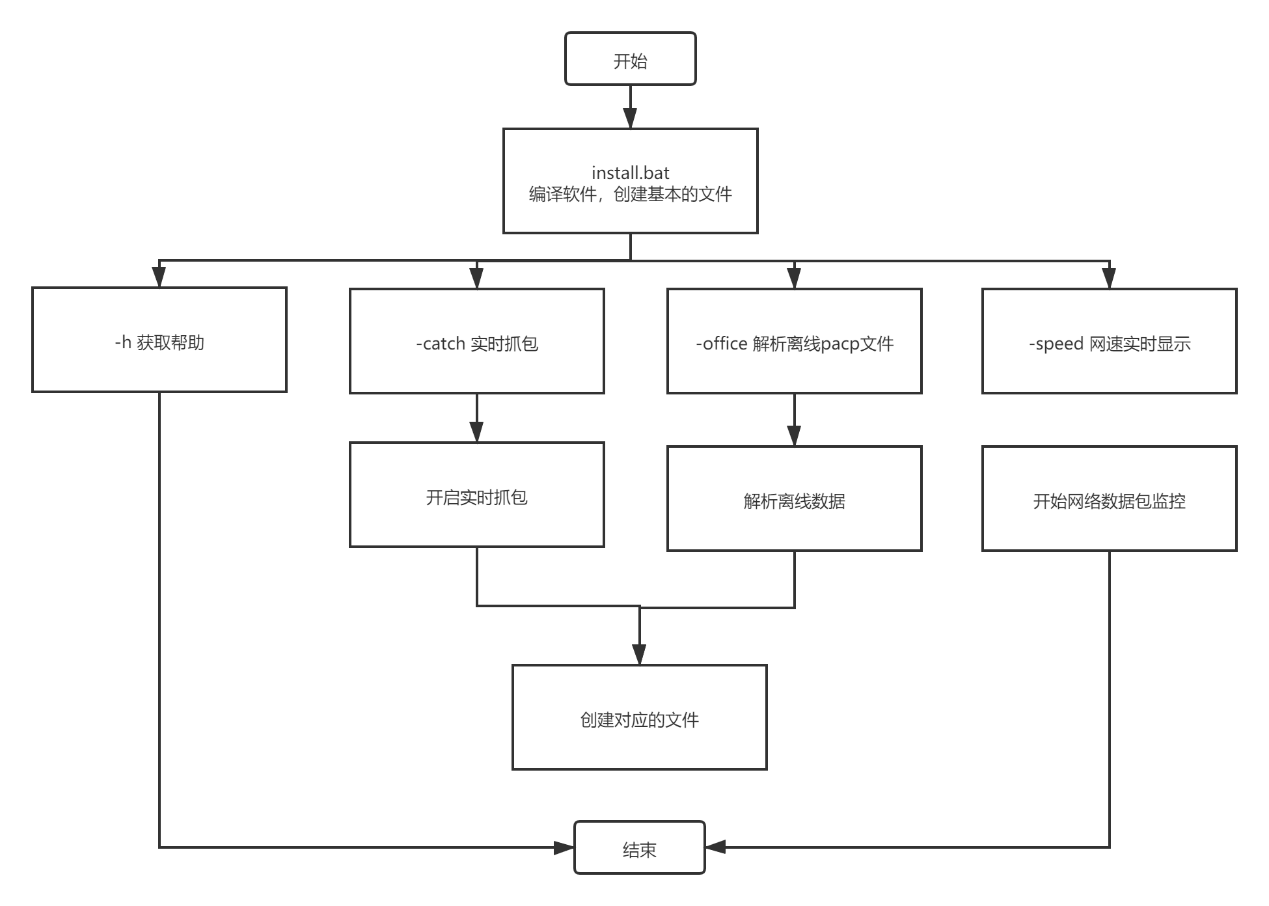 开始
install.bat
编译软件，创建基本的文件
-h 获取帮助
-catch 实时抓包
-office 解析离线pacp文件
-speed 网速实时显示
开启实时抓包
解析离线数据
开始网络数据包监控
创建对应的文件
结束